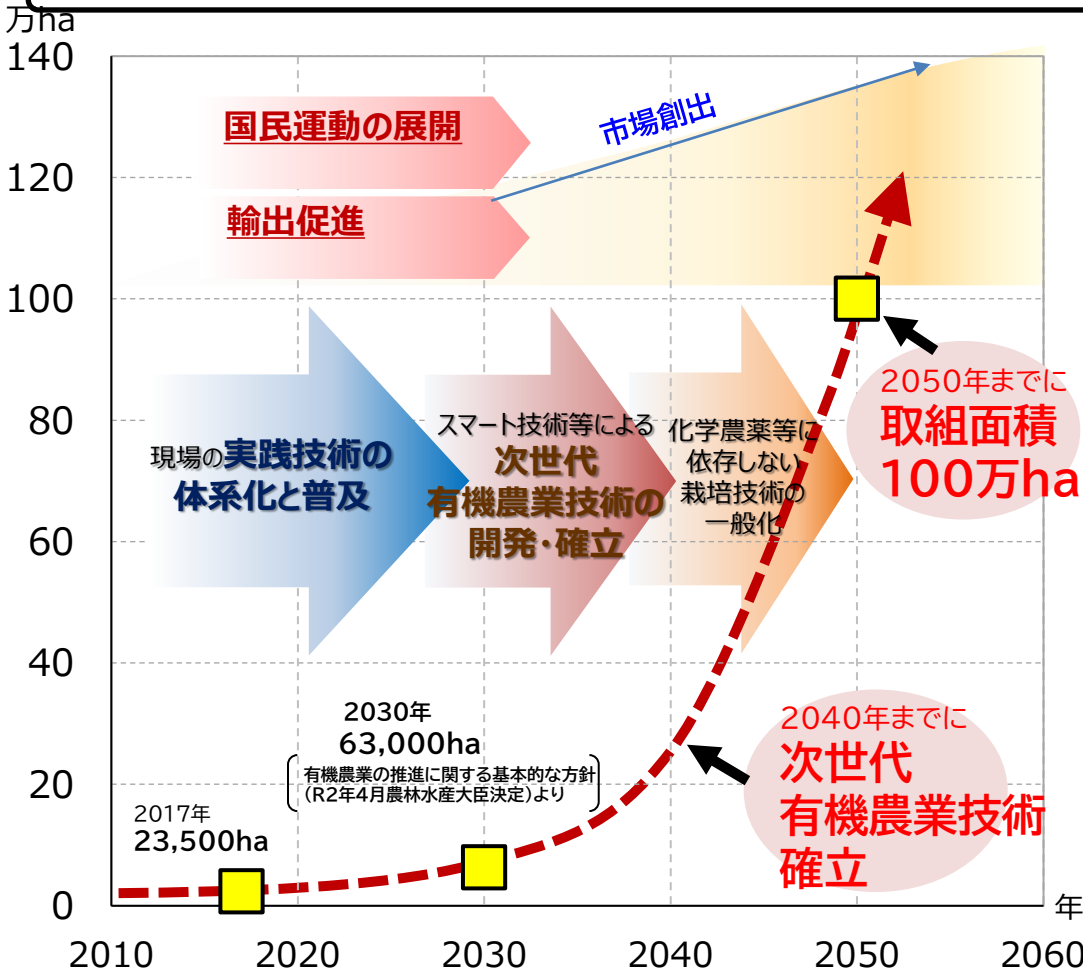 万ha
140
120
100
80
60
40
20
0
国民運動の展開
輸出促進
市場創出
現場の実践技術の
体系化と普及
スマート技術等による
次世代
有機農業技術の
開発・確立
化学農薬等に
依存しない
栽培技術の
一般化
2050年までに
取組面積
100万ha
2040年までに
次世代
有機農業技術
確立
2030年
63,000ha
有機農業の推進に関する基本的な方針
（R2年4月農林水産大臣決定）より
2017年
23,500ha
年
2010
2020
2030
2040
2050
2060